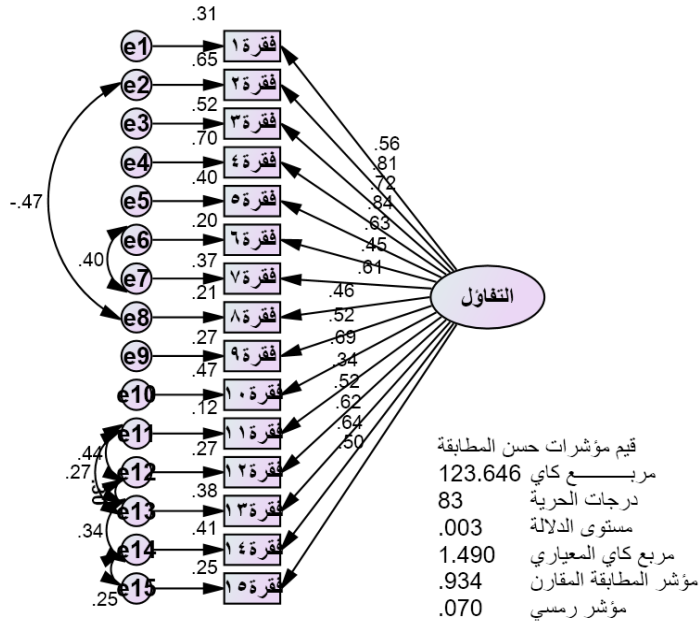 .31
e1 فقرة١
.65
e2 فقرة٢
.52
e3 فقرة٣
.70
e4 فقرة٤
.40
e5 فقرة٥
.20
e6 فقرة٦
.37
e7 فقرة٧
.21
e8 فقرة٨
.27
e9 فقرة٩
.47
e10 فقرة١٠
.12
e11 فقرة١١
.27
e12 فقرة١٢
.38
e13 فقرة١٣
.41
e14 فقرة١٤
.25
e15 فقرة١٥
-.47
.40
.44
.27
.34
.25
.56
.81
.72
.84
.63
.45
.61
.46
.52
.69
.34
.52
.62
.64
.50
التفاؤل
قيم مؤشرات حسن المطابقة
مربـــــــع كاي 123.646
درجات الحرية 83
مستوى الدلالة .003
مربع كاي المعياري 1.490
مؤشر المطابقة المقارن .934
مؤشر رمسي .070